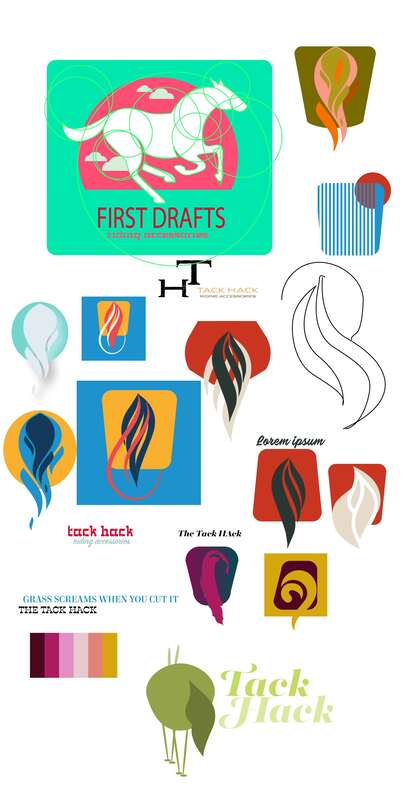 FIRST DRAFTS
riding accessories
HT
TACK HACK
RIDING ACCESSORIES
Lorem ipsum
tack hack
riding accessories
The Tack HAck
GRASS SCREAMS WHEN YOU CUT IT
THE TACK HACK
Tack
Hack